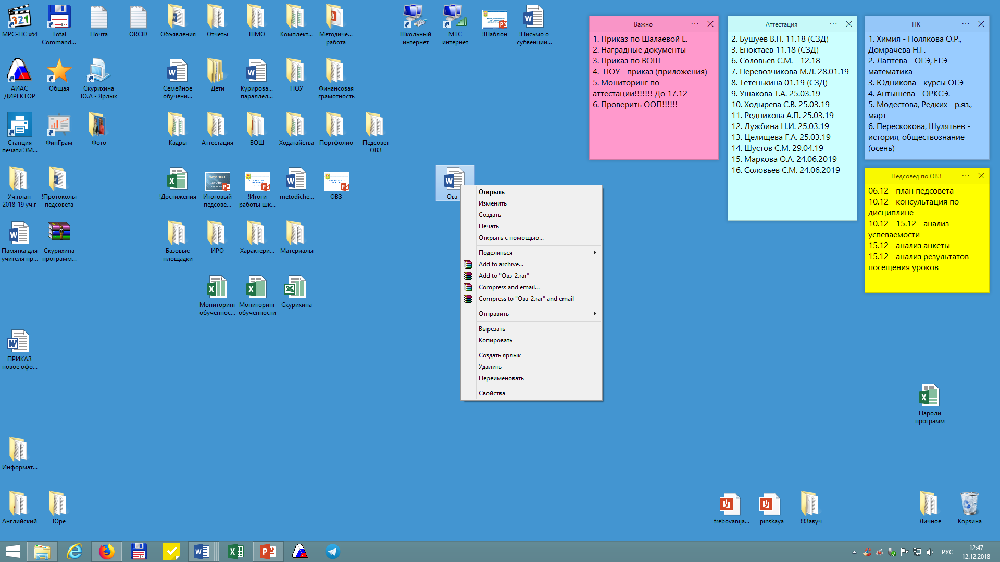 МРС-НС x64
Total
Command...
Почта
ORCID
Объявления
Отчеты
ШМО
Комплект...
Методиче...
работа
Школьный
интернет
МТС
интернет
!Шаблон
!Письмо о
субвенции...
АИАС
ДИРЕКТОР
Общая
Скурихина
Ю.А - Ярлык
Семейное
обучени...
Дети
Курирова...
параллел...
ПОУ
Финансовая
грамотность
Станция
печати ЭМ...
ФинГрам
Фото
Кадры
Аттестация
ВОШ
Ходатайства
Портфолио
Педсовет
ОВЗ
Уч.план
2018-19 уч.г
!Протоколы
педсовета
!Достижения
Итоговый
педсове...
!Итоги
работы шк...
metodiche...
ОВЗ
Овз-
Памятка для
учителя пр...
Скурихина
программ...
Базовые
площадки
ИРО
Характери...
Материалы
Мониторинг
обученнос...
Мониторинг
обученности
Скурихина
ПРИКАЗ
новое офо...
Информат...
Английский
Юре
Открыть
Изменить
Создать
Печать
Открыть с помощью...
Поделиться
Add to archive...
Add to "Овз-2.rar"
Compress and email...
Compress to "Овз-2.rar" and email
Отправить
Вырезать
Копировать
Создать ярлык
Удалить
Переименовать
Свойства
Важно
1. Приказ по Шалаевой Е.
2. Наградные документы
3. Приказ по ВОШ
4. ПОУ - приказ (приложения)
5. Мониторинг по
аттестации!!!!!!! До 17.12
6. Проверить ООП!!!!!!
Аттестация
2. Бушуев В.Н. 11.18 (СЗД)
3. Еноктаев 11.18 (СЗД)
6. Соловьев С.М. - 12.18
7. Перевозчикова М.Л. 28.01.19
8. Тетенькина 01.19 (СЗД)
9. Ушакова Т.А. 25.03.19
10. Ходырева С.В. 25.03.19
11. Редникова А.П. 25.03.19
12. Лужбина Н.И. 25.03.19
13. Целищева Г.А. 25.03.19
14. Шустов С.М. 29.04.19
15. Маркова О.А. 24.06.2019
16. Соловьев С.М. 24.06.2019
ПК
1. Химия - Полякова О.Р.,
Домрачева Н.Г.
2. Лаптева - ОГЭ, ЕГЭ
математика
3. Юдникова - курсы ОГЭ
4. Антышева - ОРКСЭ.
5. Модестова, Редких - р.яз.,
март
6. Перескокова, Шулятьев -
история, обществознание
(осень)
Педсовед по ОВЗ
06.12 - план педсовета
10.12 - консультация по
дисциплине
10.12 - 15.12 - анализ
успеваемости
15.12 - анализ анкеты
15.12 - анализ результатов
посещения уроков
Пароли
программ
trebovanija...
pinskaya
!!!Завуч
Личное
Корзина
РУС
12:47
12.12.2018